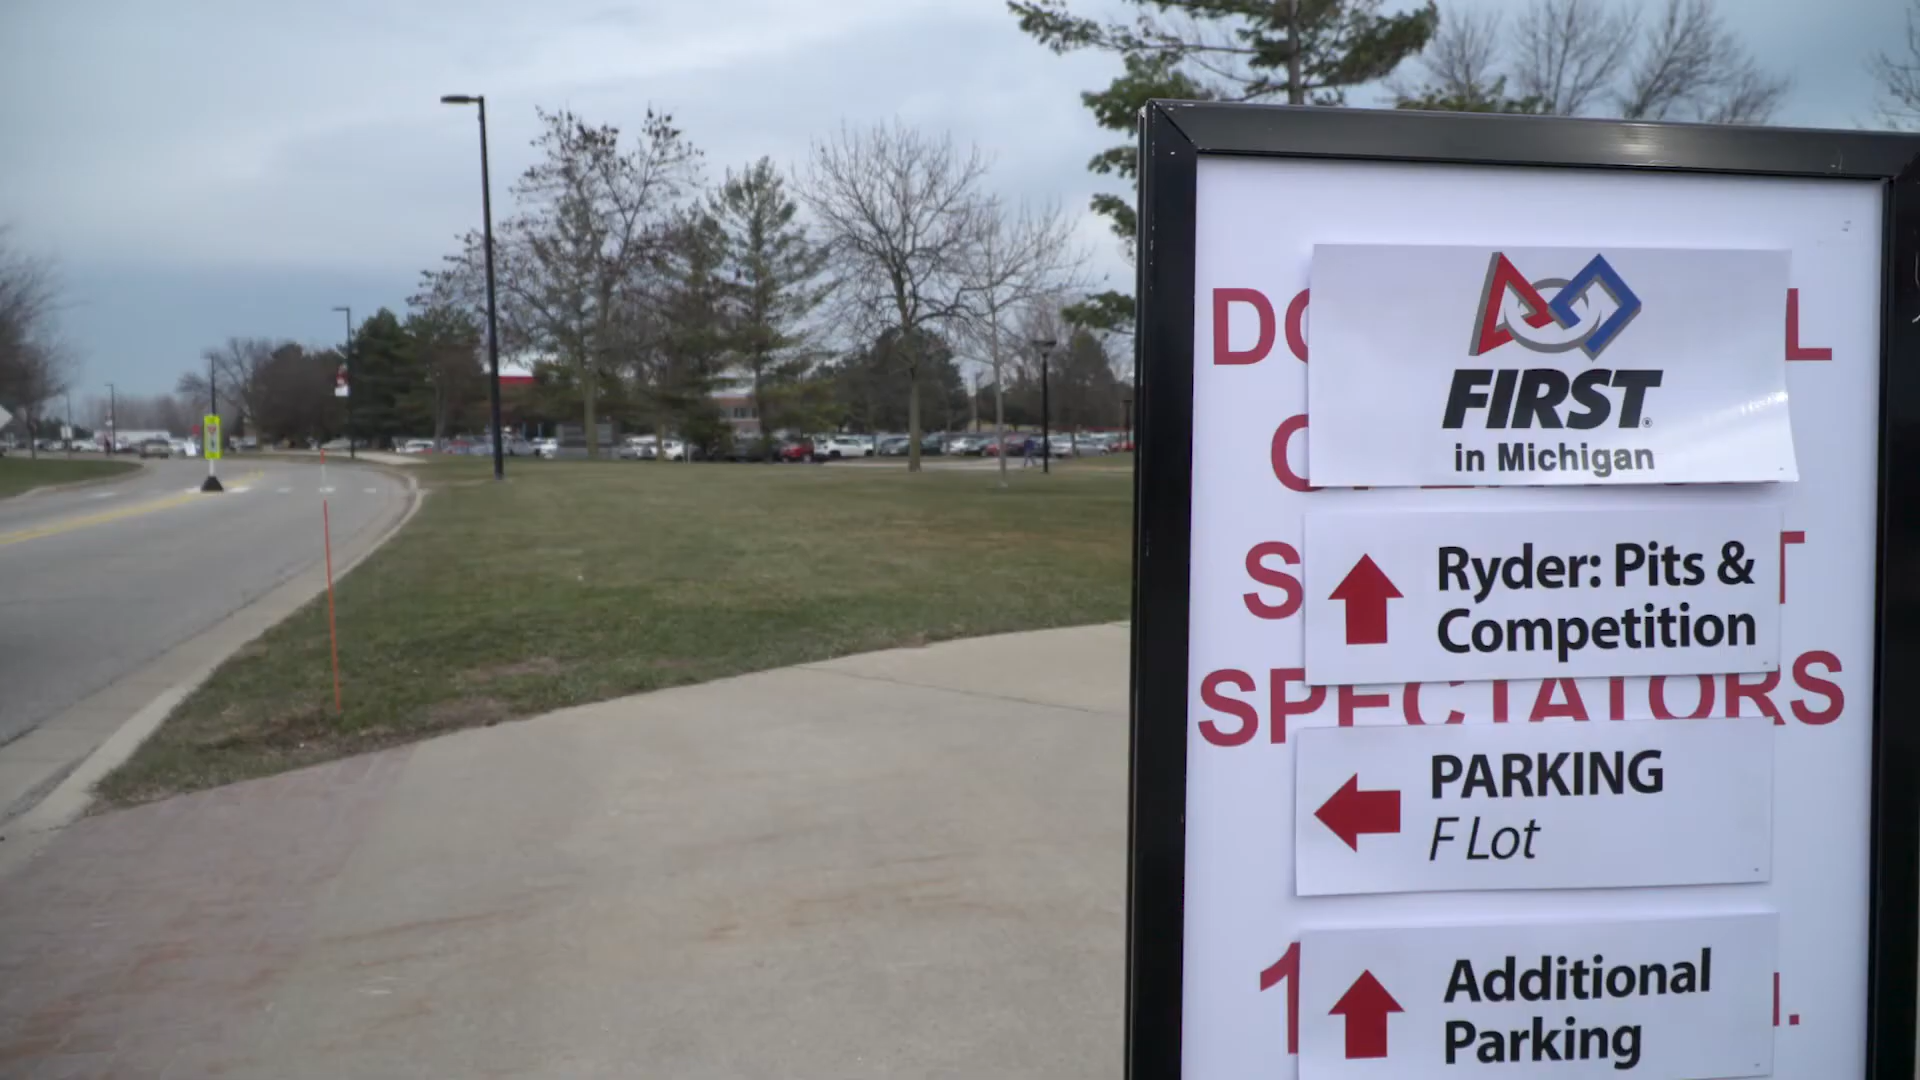 FIRST
in Michigan
Ryder: Pits &
Competition
SPECTATORS
PARKING
F Lot
Additional
Parking